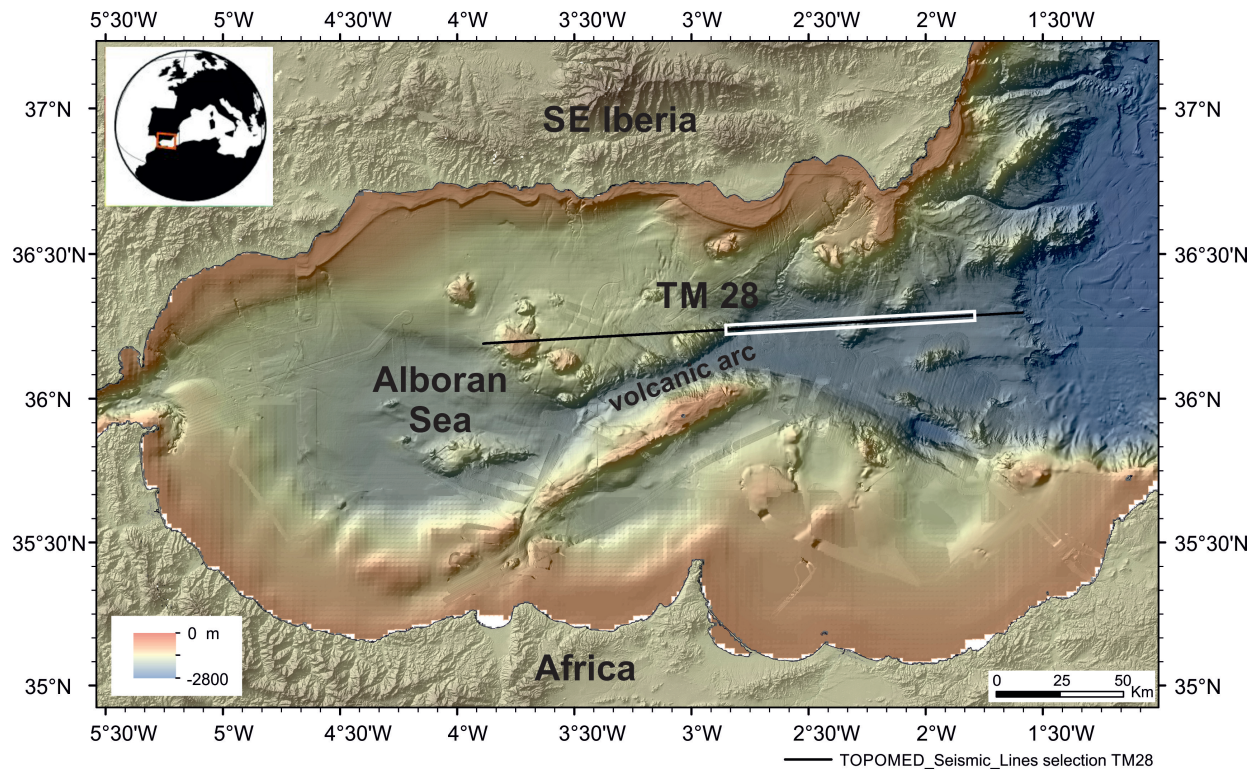 5°30'W 5°W 4°30'W 4°W 3°30'W 3°W 2°30'W 2°W 1°30'W
37°N 37°N
SE Iberia
36°30'N 36°30'N
TM 28
volcanic arc
Alboran
Sea
36°N 36°N
35°30'N 35°30'N
0 m
-2800
Africa
0 25 50
Km
35°N 35°N
5°30'W 5°W 4°30'W 4°W 3°30'W 3°W 2°30'W 2°W 1°30'W
TOPOMED_Seismic_Lines selection TM28